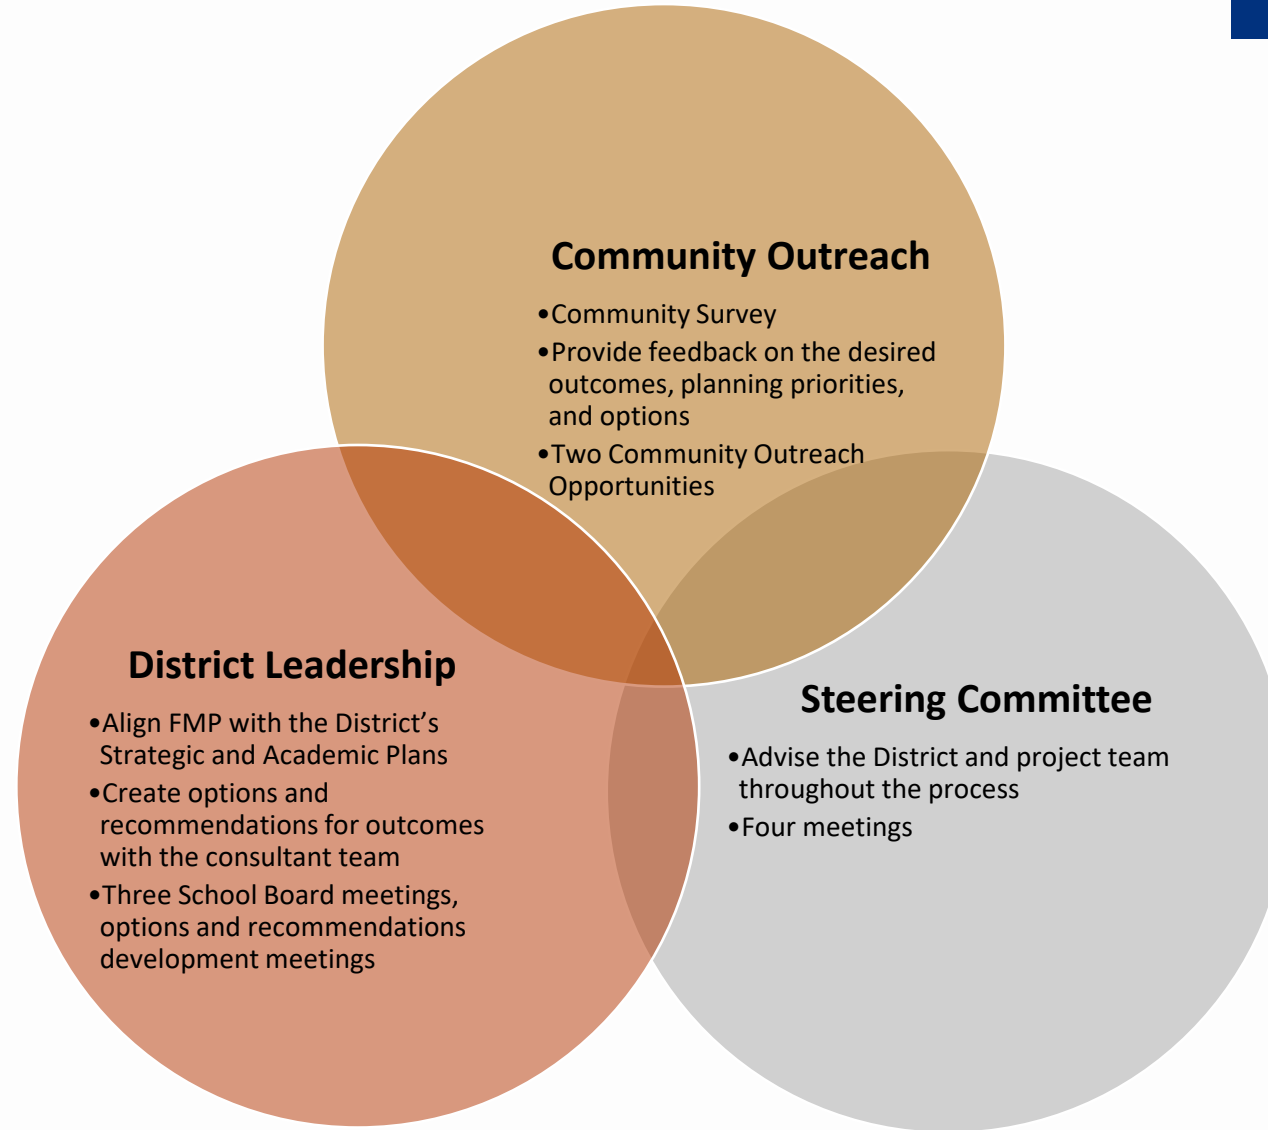 Community Outreach
•Community Survey
•Provide feedback on the desired
outcomes, planning priorities,
and options
•Two Community Outreach
Opportunities
District Leadership
•Align FMP with the District’s
Strategic and Academic Plans
•Create options and
recommendations for outcomes
with the consultant team
•Three School Board meetings,
options and recommendations
development meetings
Steering Committee
•Advise the District and project team
throughout the process
•Four meetings